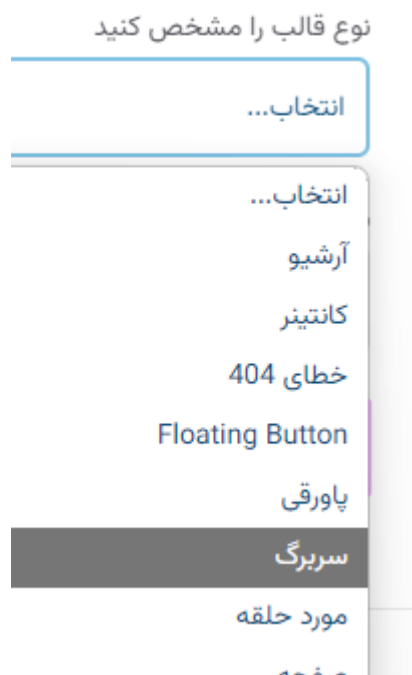 نوع قالب را مشخص کنید
انتخاب...
انتخاب...
آرشیو
کانتینر
خطای 404
Floating Button
پاورقی
سربرگ
مورد حلقه